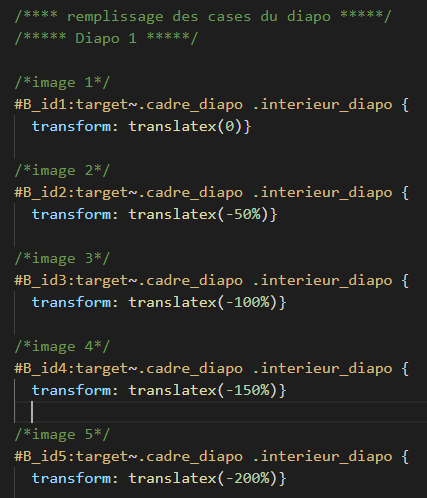 /**** remplissage des cases du diapo *****/
/***** Diapo 1 *****/
/*image 1*/
#B_id1:target~.cadre_diapo .interieur_diapo {
transform: translatex(0)}
/*image 2*/
#B_id2:target~.cadre_diapo .interieur_diapo {
transform: translatex(-50%)}
/*image 3*/
#B_id3:target~.cadre_diapo .interieur_diapo {
transform: translatex(-100%)}
/*image 4*/
#B_id4:target~.cadre_diapo .interieur_diapo {
transform: translatex(-150%)}
/*image 5*/
#B_id5:target~.cadre_diapo .interieur_diapo {
transform: translatex(-200%)}